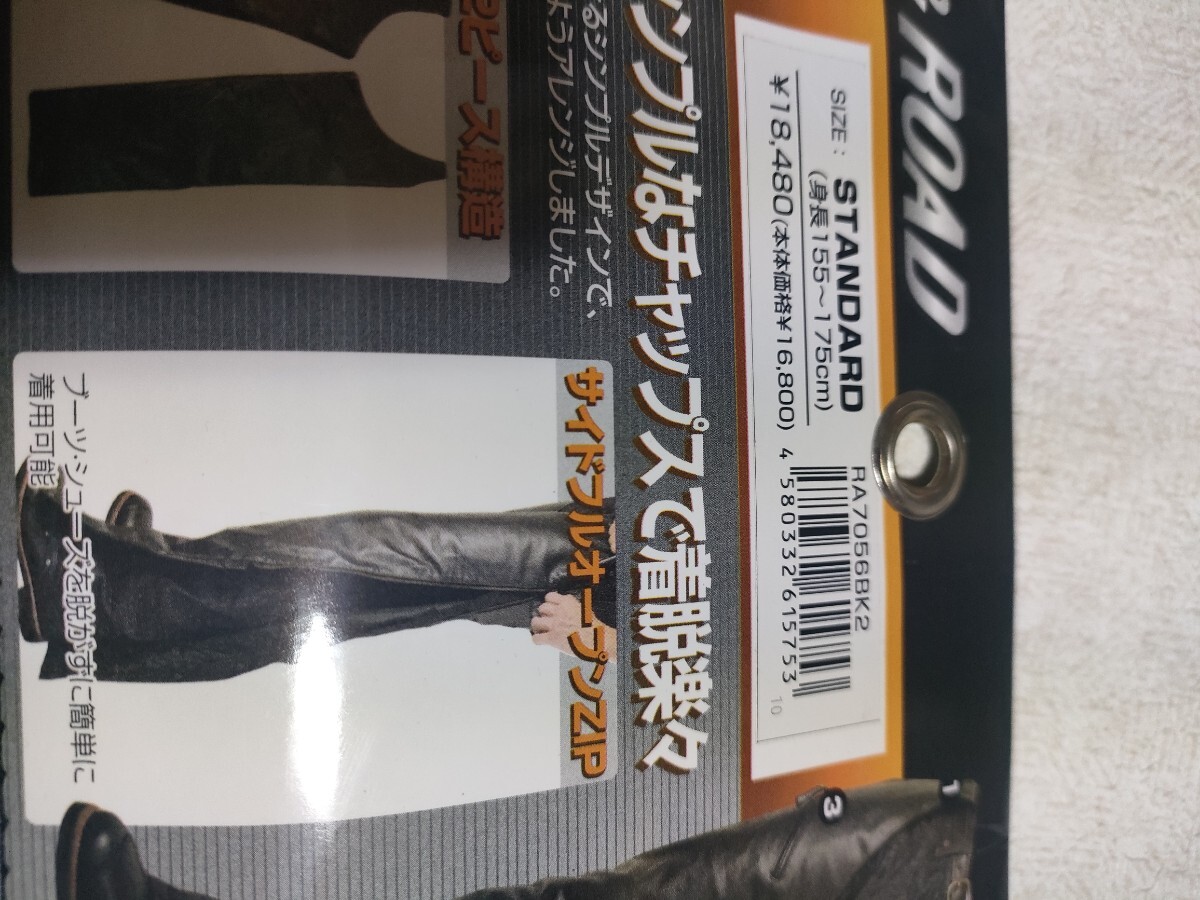 ROAD
SIZE: STANDARD
(身長155～175cm)
¥18,480(本体価格¥16,800)
RA7056BK2
4 580332 615753
10
ンプルなチャップスで着脱楽々
るシンプルデザインで、
ようアレンジしました。
2ピース構造
サイドフルオープンZIP
ブーツ・シューズを脱がずに簡単に
着用可能
3
1